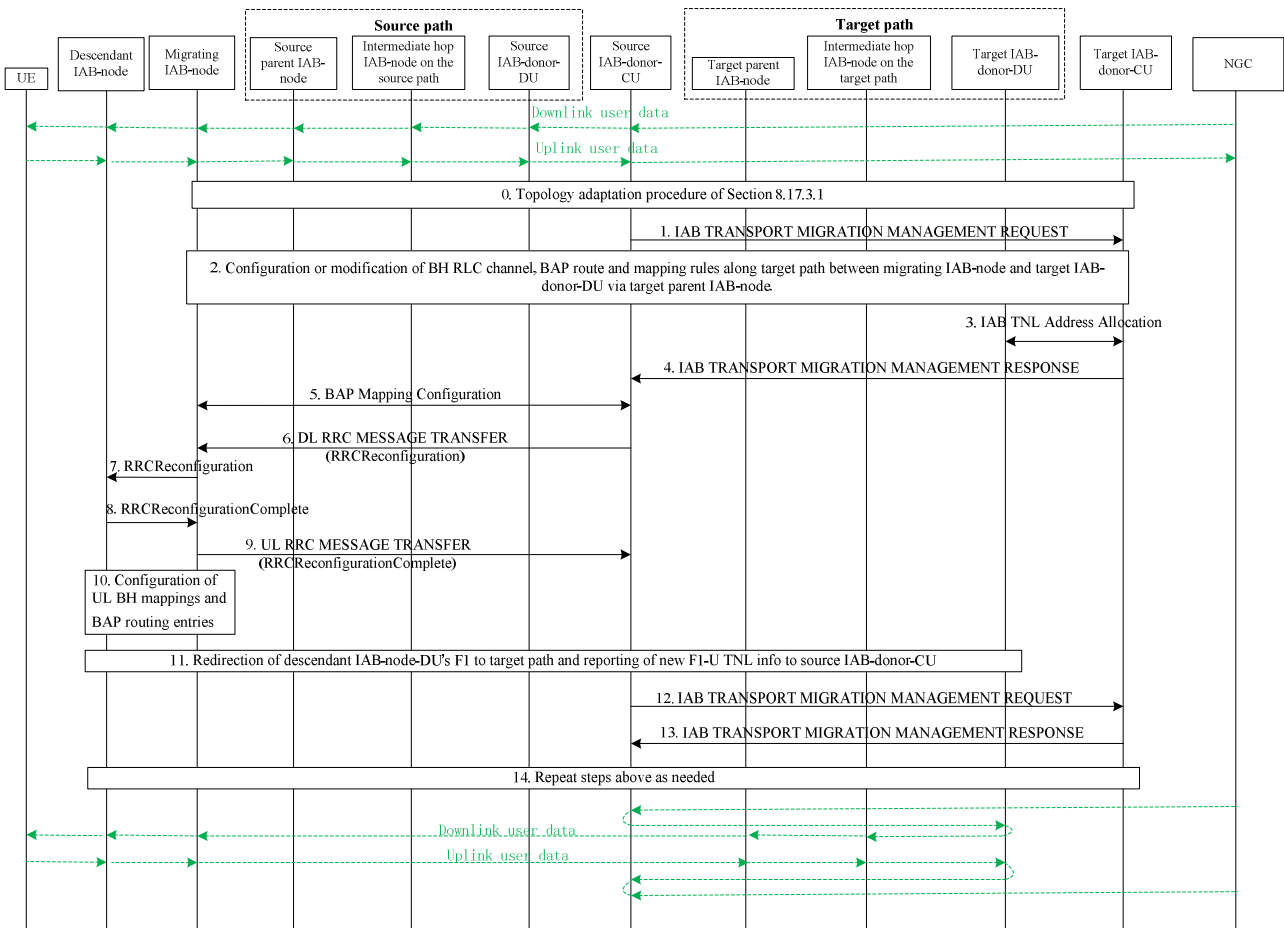 Source path
Target path
UE
Descendant
IAB-node
Migrating
IAB-node
Source
parent IAB-
node
Intermediate hop
IAB-node on the
source path
Source
IAB-donor-
DU
Source
IAB-donor-
CU
Target parent
IAB-node
Intermediate hop
IAB-node on the
target path
Target IAB-
donor-DU
Target IAB-
donor-CU
NGC
Downlink user data
Uplink user data
0. Topology adaptation procedure of Section 8.17.3.1
1. IAB TRANSPORT MIGRATION MANAGEMENT REQUEST
2. Configuration or modification of BH RLC channel, BAP route and mapping rules along target path between migrating IAB-node and target IAB-
donor-DU via target parent IAB-node.
3. IAB TNL Address Allocation
4. IAB TRANSPORT MIGRATION MANAGEMENT RESPONSE
5. BAP Mapping Configuration
6. DL RRC MESSAGE TRANSFER
(RRCReconfiguration)
7. RRCReconfiguration
8. RRCReconfigurationComplete
9. UL RRC MESSAGE TRANSFER
(RRCReconfigurationComplete)
10. Configuration of
UL BH mappings and
BAP routing entries
11. Redirection of descendant IAB-node-DU's F1 to target path and reporting of new F1-U TNL info to source IAB-donor-CU
12. IAB TRANSPORT MIGRATION MANAGEMENT REQUEST
13. IAB TRANSPORT MIGRATION MANAGEMENT RESPONSE
14. Repeat steps above as needed
Downlink user data
Uplink user data